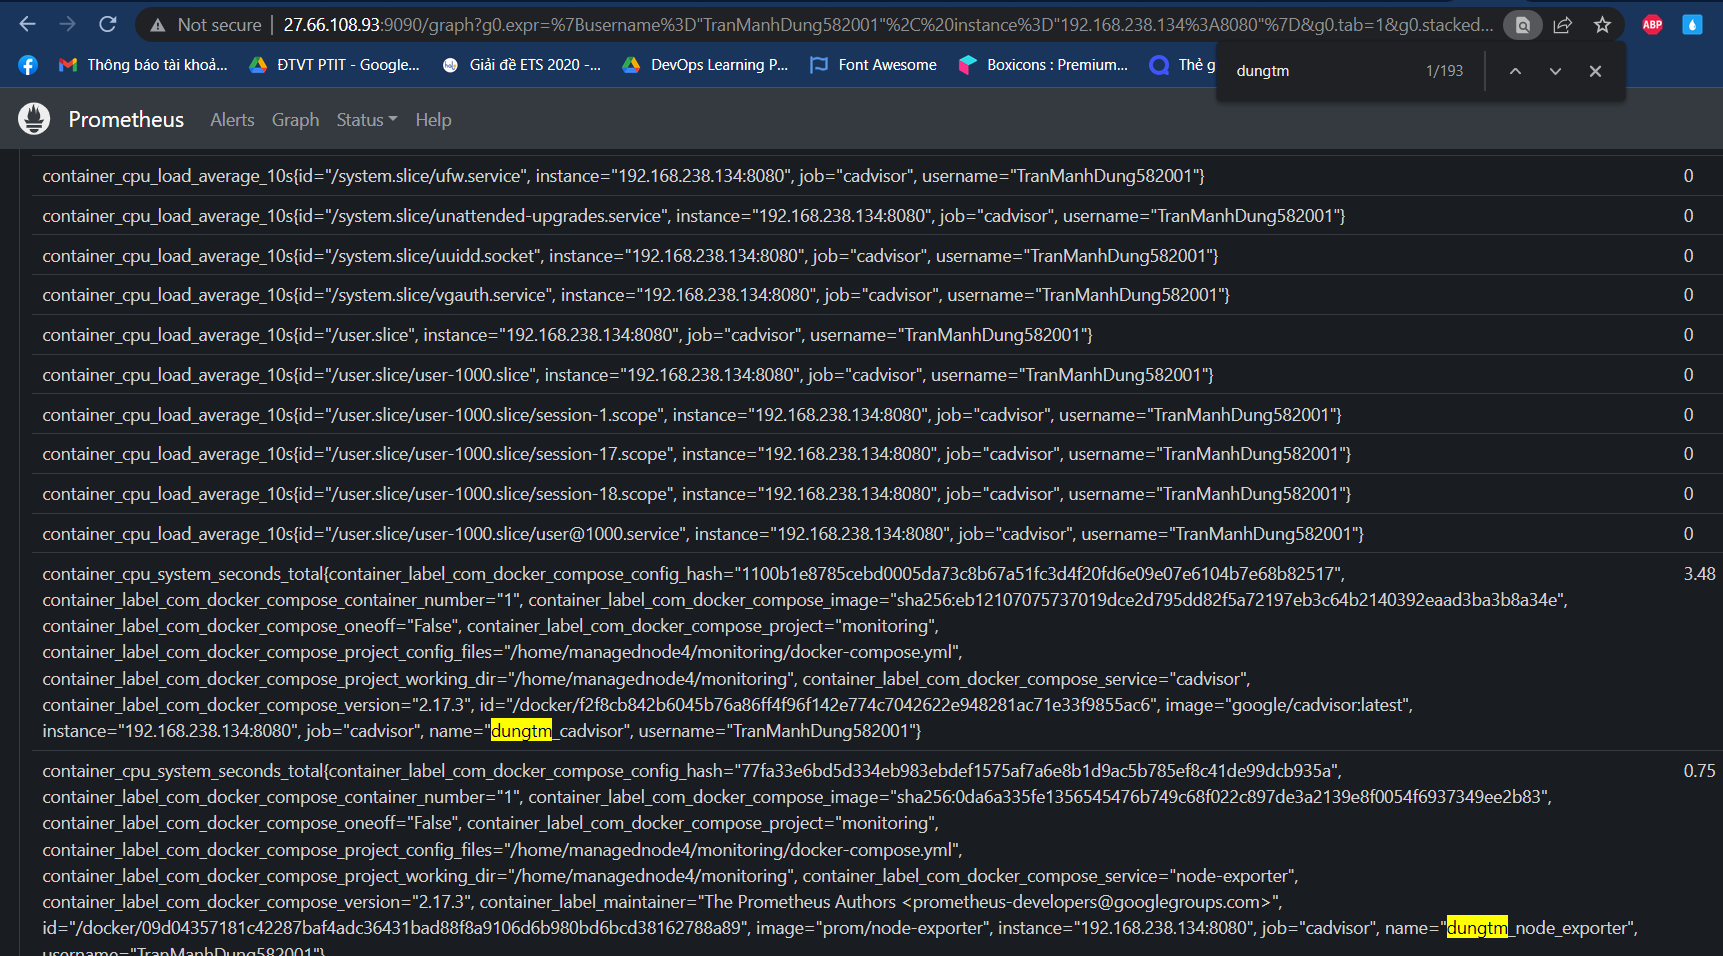 Not secure | 27.66.108.93:9090/graph?g0.expr=%7Busername%3D"TranManhDung582001"%2C%20instance%3D"192.168.238.134%3A8080"%7D&g0.tab=1&g0.stacked...
ABP
Thông báo tài khoả...
ĐTVT PTIT - Google...
Giải đề ETS 2020 -...
DevOps Learning P...
Font Awesome
Boxicons : Premium...
Thẻ g
dungtm 1/193
Prometheus Alerts Graph Status Help
container_cpu_load_average_10s{id="/system.slice/ufw.service", instance="192.168.238.134:8080", job="cadvisor", username="TranManhDung582001"} 0
container_cpu_load_average_10s{id="/system.slice/unattended-upgrades.service", instance="192.168.238.134:8080", job="cadvisor", username="TranManhDung582001"} 0
container_cpu_load_average_10s{id="/system.slice/uuidd.socket", instance="192.168.238.134:8080", job="cadvisor", username="TranManhDung582001"} 0
container_cpu_load_average_10s{id="/system.slice/vgauth.service", instance="192.168.238.134:8080", job="cadvisor", username="TranManhDung582001"} 0
container_cpu_load_average_10s{id="/user.slice", instance="192.168.238.134:8080", job="cadvisor", username="TranManhDung582001"} 0
container_cpu_load_average_10s{id="/user.slice/user-1000.slice", instance="192.168.238.134:8080", job="cadvisor", username="TranManhDung582001"} 0
container_cpu_load_average_10s{id="/user.slice/user-1000.slice/session-1.scope", instance="192.168.238.134:8080", job="cadvisor", username="TranManhDung582001"} 0
container_cpu_load_average_10s{id="/user.slice/user-1000.slice/session-17.scope", instance="192.168.238.134:8080", job="cadvisor", username="TranManhDung582001"} 0
container_cpu_load_average_10s{id="/user.slice/user-1000.slice/session-18.scope", instance="192.168.238.134:8080", job="cadvisor", username="TranManhDung582001"} 0
container_cpu_load_average_10s{id="/user.slice/user-1000.slice/user@1000.service", instance="192.168.238.134:8080", job="cadvisor", username="TranManhDung582001"} 0
container_cpu_system_seconds_total{container_label_com_docker_compose_config_hash="1100b1e8785cebd0005da73c8b67a51fc3d4f20fd6e09e07e6104b7e68b82517", 3.48
container_label_com_docker_compose_container_number="1", container_label_com_docker_compose_image="sha256:eb12107075737019dce2d795dd82f5a72197eb3c64b2140392eaad3ba3b8a34e",
container_label_com_docker_compose_oneoff="False", container_label_com_docker_compose_project="monitoring",
container_label_com_docker_compose_project_config_files="/home/managednode4/monitoring/docker-compose.yml",
container_label_com_docker_compose_project_working_dir="/home/managednode4/monitoring", container_label_com_docker_compose_service="cadvisor",
container_label_com_docker_compose_version="2.17.3", id="/docker/f2f8cb842b6045b76a86ff4f96f142e774c7042622e948281ac71e33f9855ac6", image="google/cadvisor:latest",
instance="192.168.238.134:8080", job="cadvisor", name="dungtm_cadvisor", username="TranManhDung582001"}
container_cpu_system_seconds_total{container_label_com_docker_compose_config_hash="77fa33e6bd5d334eb983ebdef1575af7a6e8b1d9ac5b785ef8c41de99dcb935a", 0.75
container_label_com_docker_compose_container_number="1", container_label_com_docker_compose_image="sha256:0da6a335fe1356545476b749c68f022c897de3a2139e8f0054f6937349ee2b83",
container_label_com_docker_compose_oneoff="False", container_label_com_docker_compose_project="monitoring",
container_label_com_docker_compose_project_config_files="/home/managednode4/monitoring/docker-compose.yml",
container_label_com_docker_compose_project_working_dir="/home/managednode4/monitoring", container_label_com_docker_compose_service="node-exporter",
container_label_com_docker_compose_version="2.17.3", container_label_maintainer="The Prometheus Authors <prometheus-developers@googlegroups.com>",
id="/docker/09d04357181c42287baf4adc36431bad88f8a9106d6b980bd6bcd38162788a89", image="prom/node-exporter", instance="192.168.238.134:8080", job="cadvisor", name="dungtm_node_exporter",
username="TranManhDung582001"}